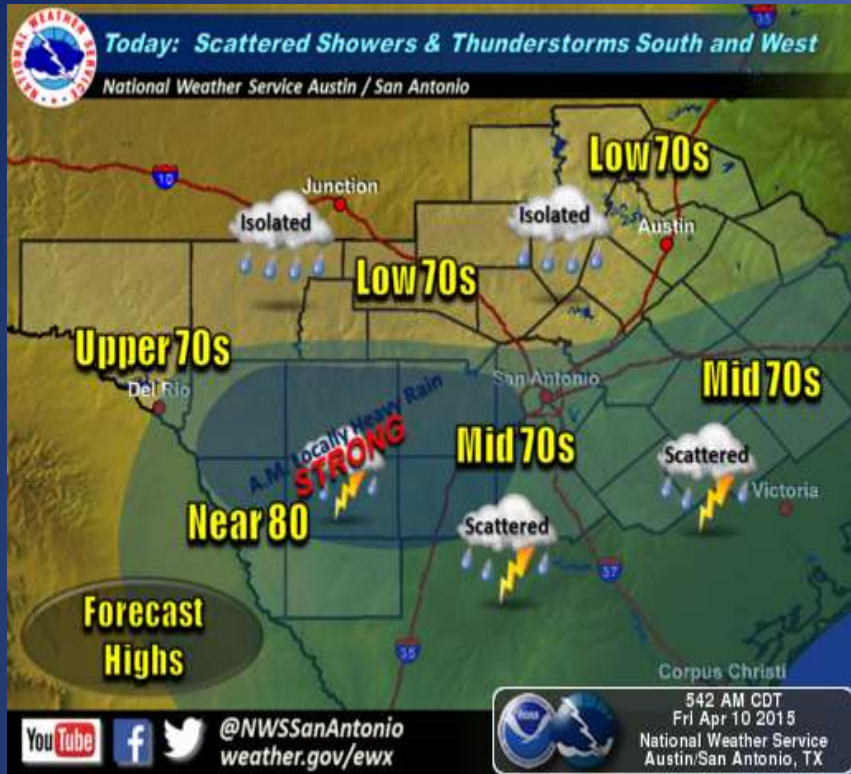 NATIONAL WEATHER SERVICE
Today: Scattered Showers & Thunderstorms South and West
National Weather Service Austin / San Antonio
35
Low 70s
10
Junction
Isolated
Isolated
Austin
Low 70s
Upper 70s
Del Rio
San Antonio
Mid 70s
A.M. Locally Heavy Rain
STRONG
Mid 70s
Scattered
Victoria
Near 80
Scattered
37
Forecast
Highs
35
Corpus Christi
YouTube
f
@NWSSanAntonio
weather.gov/ewx
NOAA
542 AM CDT
Fri Apr 10 2015
National Weather Service
Austin/San Antonio, TX